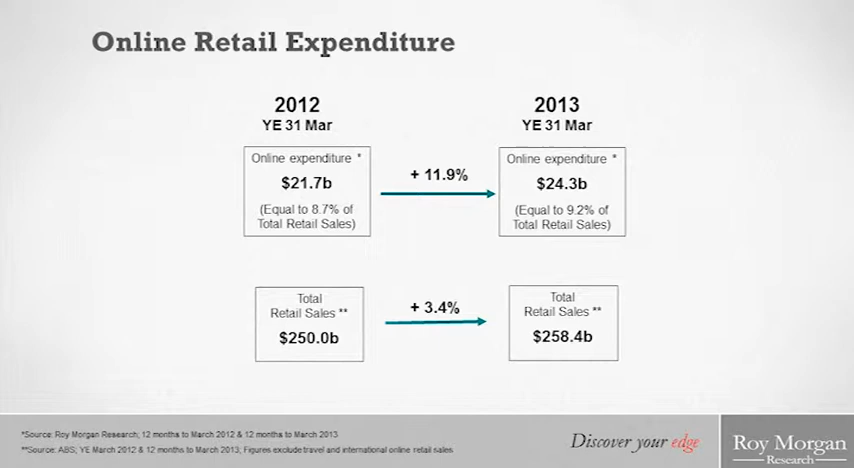 Online Retail Expenditure
2012
YE 31 Mar
2013
YE 31 Mar
Online expenditure *
$21.7b
(Equal to 8.7% of
Total Retail Sales)
+ 11.9%
Online expenditure *
$24.3b
(Equal to 9.2% of
Total Retail Sales)
Total
Retail Sales **
$250.0b
+ 3.4%
Total
Retail Sales **
$258.4b
*Source: Roy Morgan Research; 12 months to March 2012 & 12 months to March 2013
**Source: ABS; YE March 2012 & 12 months to March 2013; Figures exclude travel and international online retail sales
Discover your edge
Roy Morgan
Research